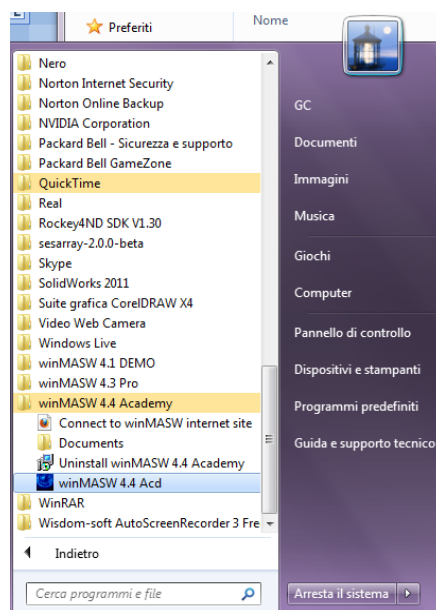 Preferiti
Nome
Nero
Norton Internet Security
Norton Online Backup
NVIDIA Corporation
Packard Bell - Sicurezza e supporto
Packard Bell GameZone
QuickTime
Real
Rockey4ND SDK V1.30
sesarray-2.0.0-beta
Skype
SolidWorks 2011
Suite grafica CorelDRAW X4
Video Web Camera
Windows Live
winMASW 4.1 DEMO
winMASW 4.3 Pro
winMASW 4.4 Academy
Connect to winMASW internet site
Documents
Uninstall winMASW 4.4 Academy
winMASW 4.4 Acd
WinRAR
Wisdom-soft AutoScreenRecorder 3 Fre
Indietro
Cerca programmi e file
GC
Documenti
Immagini
Musica
Giochi
Computer
Pannello di controllo
Dispositivi e stampanti
Programmi predefiniti
Guida e supporto tecnico
Arresta il sistema